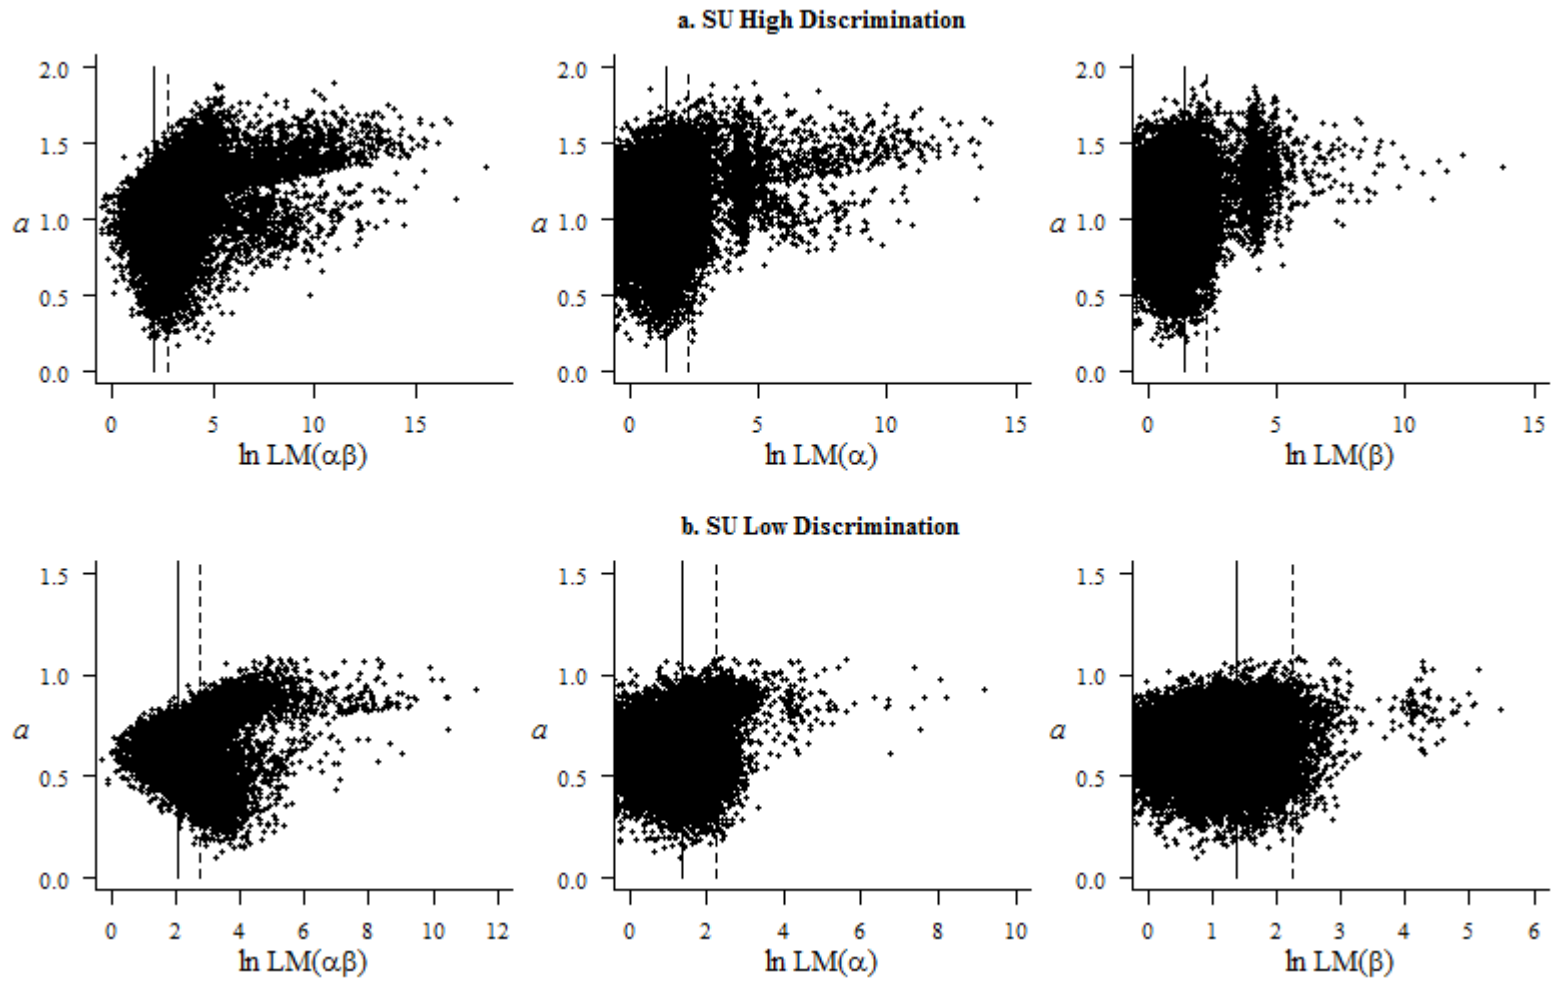 a. SU High Discrimination
2.0
1.5
a 1.0
0.5
0.0
0 5 10 15
ln LM(αβ)
2.0
1.5
a 1.0
0.5
0.0
0 5 10 15
ln LM(α)
2.0
1.5
a 1.0
0.5
0.0
0 5 10 15
ln LM(β)
b. SU Low Discrimination
1.5
1.0
a
0.5
0.0
0 2 4 6 8 10 12
ln LM(αβ)
1.5
1.0
a
0.5
0.0
0 2 4 6 8 10
ln LM(α)
1.5
1.0
a
0.5
0.0
0 1 2 3 4 5 6
ln LM(β)